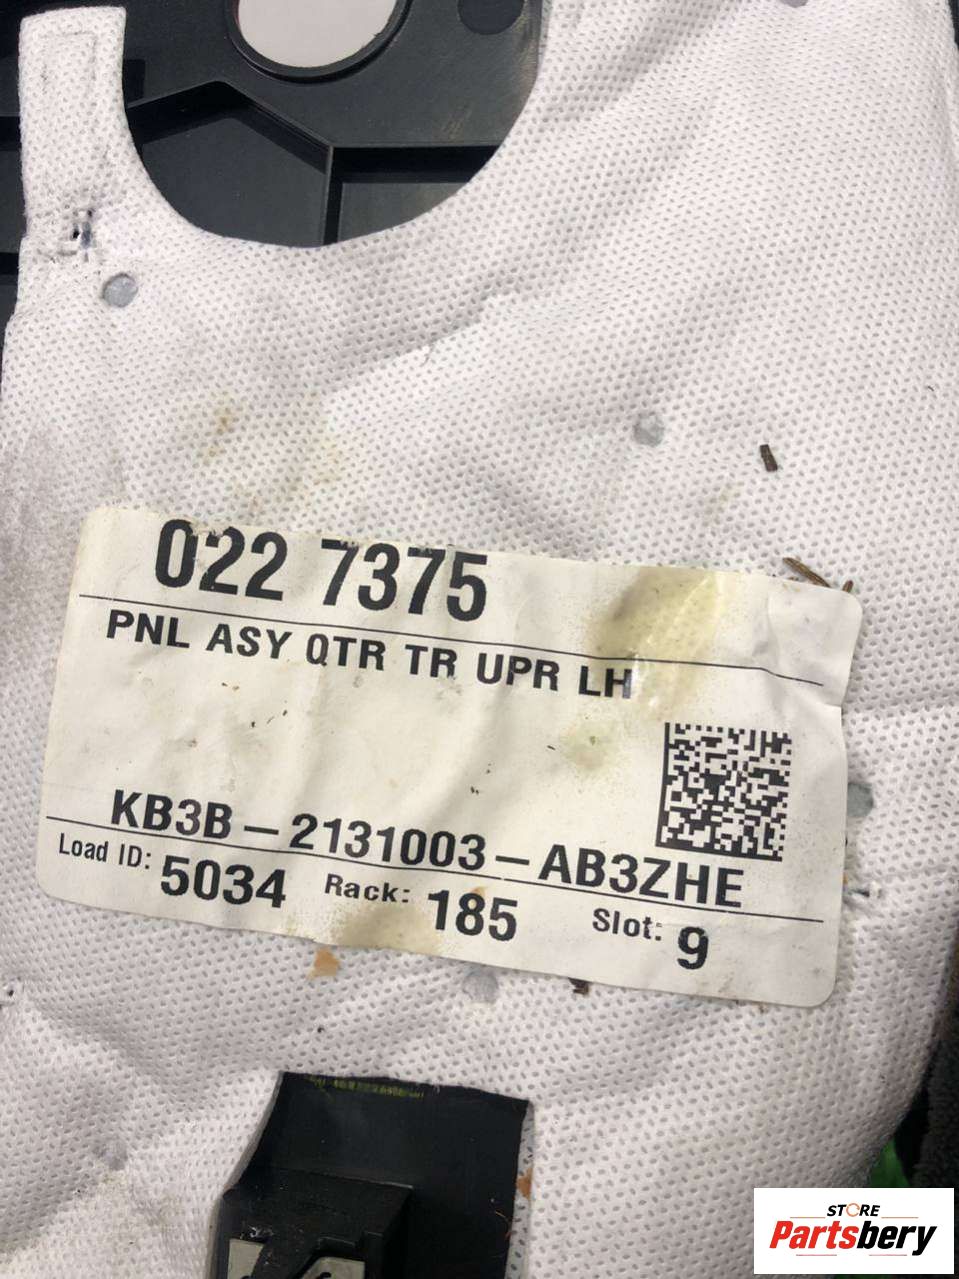 022 7375
PNL ASY QTR TR UPR LH
KB3B-2131003-AB3ZHE
Load ID: 5034 Rack: 185 Slot: 9
STORE
Partsbery